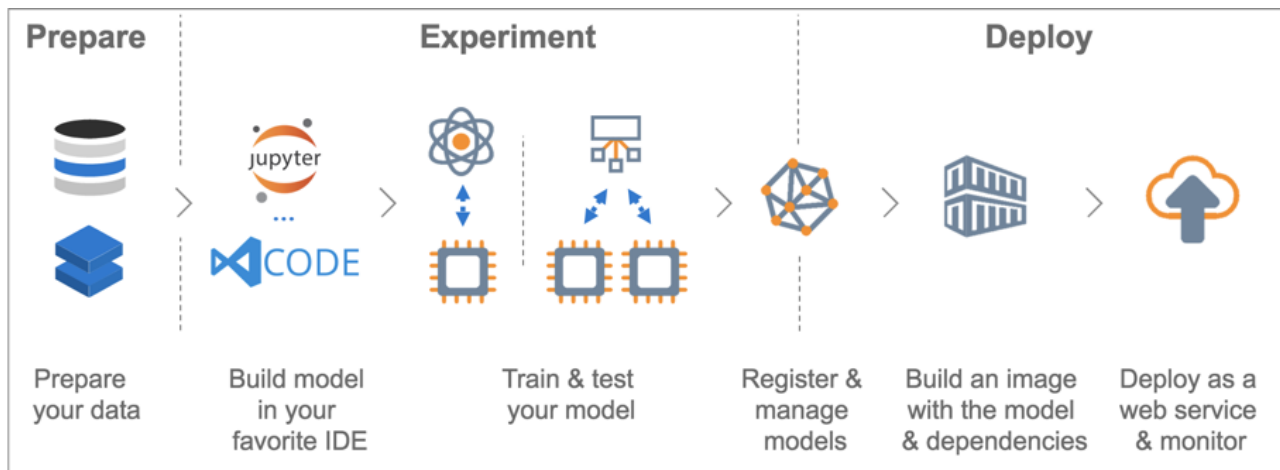 Prepare
Experiment
Deploy
jupyter
...
CODE
Prepare
your data
Build model
in your
favorite IDE
Train & test
your model
Register &
manage
models
Build an image
with the model
& dependencies
Deploy as a
web service
& monitor